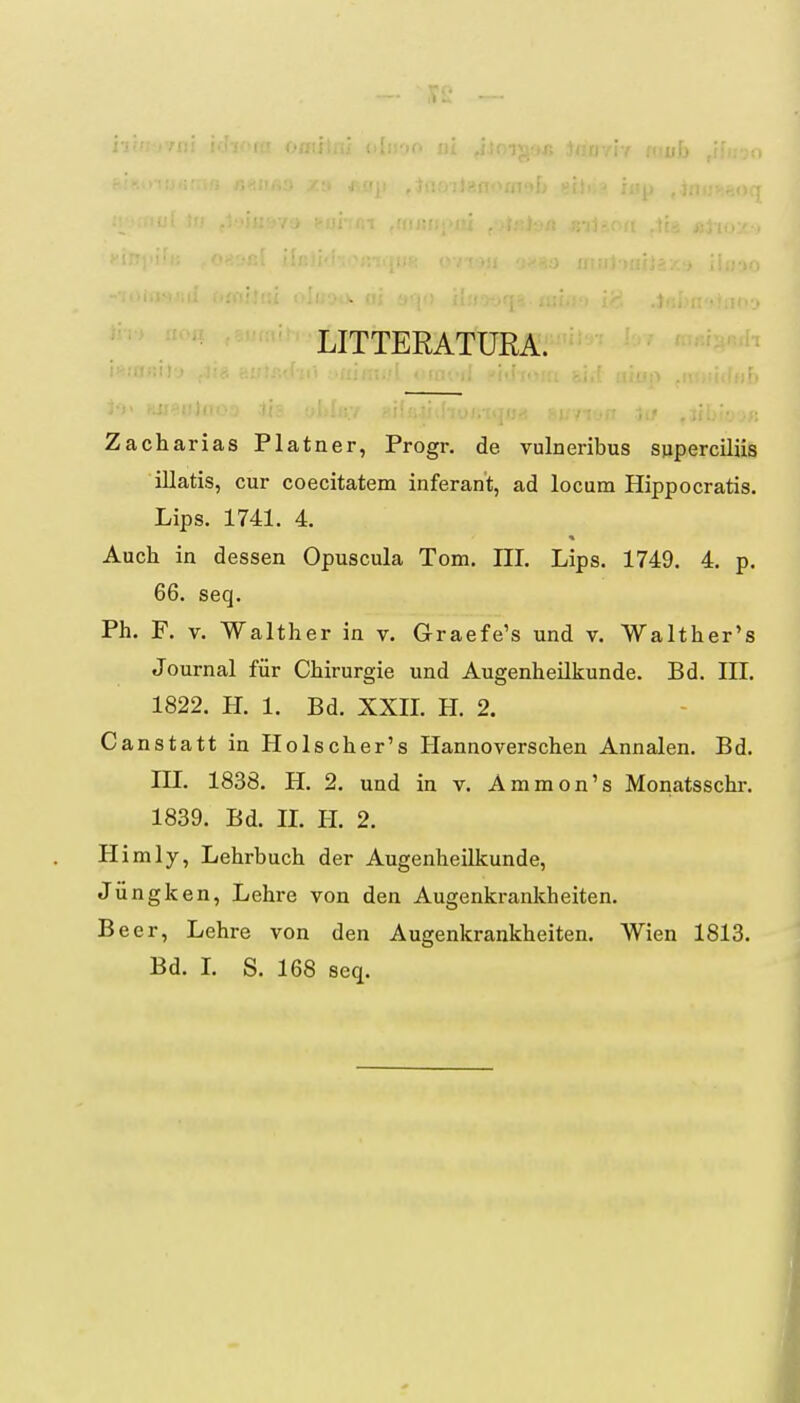 LITTERATURA.
Zacharias Platner, Progr. de vulneribus superciliis
illatis, cur coecitatem inferant, ad locum Hippocratis.
Lips. 1741. 4.
Auch in dessen Opuscula Tom. III. Lips. 1749. 4. p.
66. seq.
Ph. F. v. Walther in v. Graefe's und v. Walther's
Journal für Chirurgie und Augenheilkunde. Bd. III.
1822. H. 1. Bd. XXII. H. 2.
Canstatt in Holscher's Hannoverschen Annalen. Bd.
III. 1838. H. 2. und in v. Ammon's Monatsschr.
1839. Bd. II. H. 2.
Himly, Lehrbuch der Augenheilkunde,
Jüngken, Lehre von den Augenkrankheiten.
Beer, Lehre von den Augenkrankheiten. Wien 1813.
Bd. I. S. 168 seq.